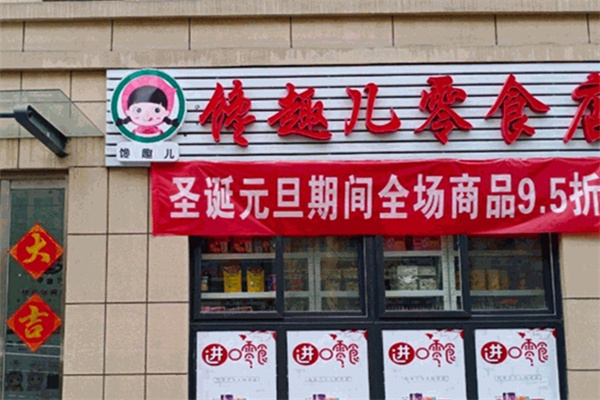 馋趣儿零食店
馋趣儿
圣诞元旦期间全场商品9.5折
大
吉
进口零食
进口零食
进口零食
进口零食